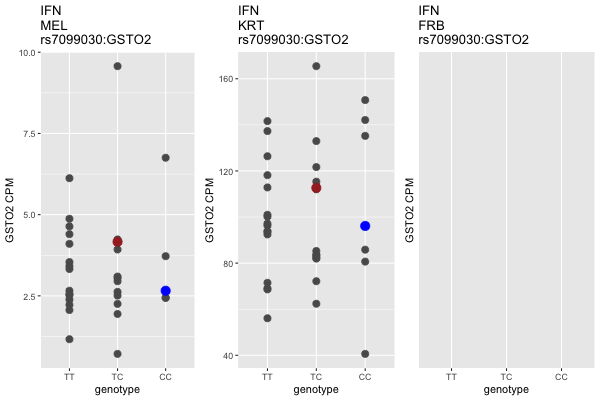 IFN
MEL
rs7099030:GSTO2
10.0
7.5
5.0
2.5
GSTO2 CPM
TT
TC
CC
genotype
IFN
KRT
rs7099030:GSTO2
160
120
80
40
GSTO2 CPM
TT
TC
CC
genotype
IFN
FRB
rs7099030:GSTO2
GSTO2 CPM
TT
TC
CC
genotype